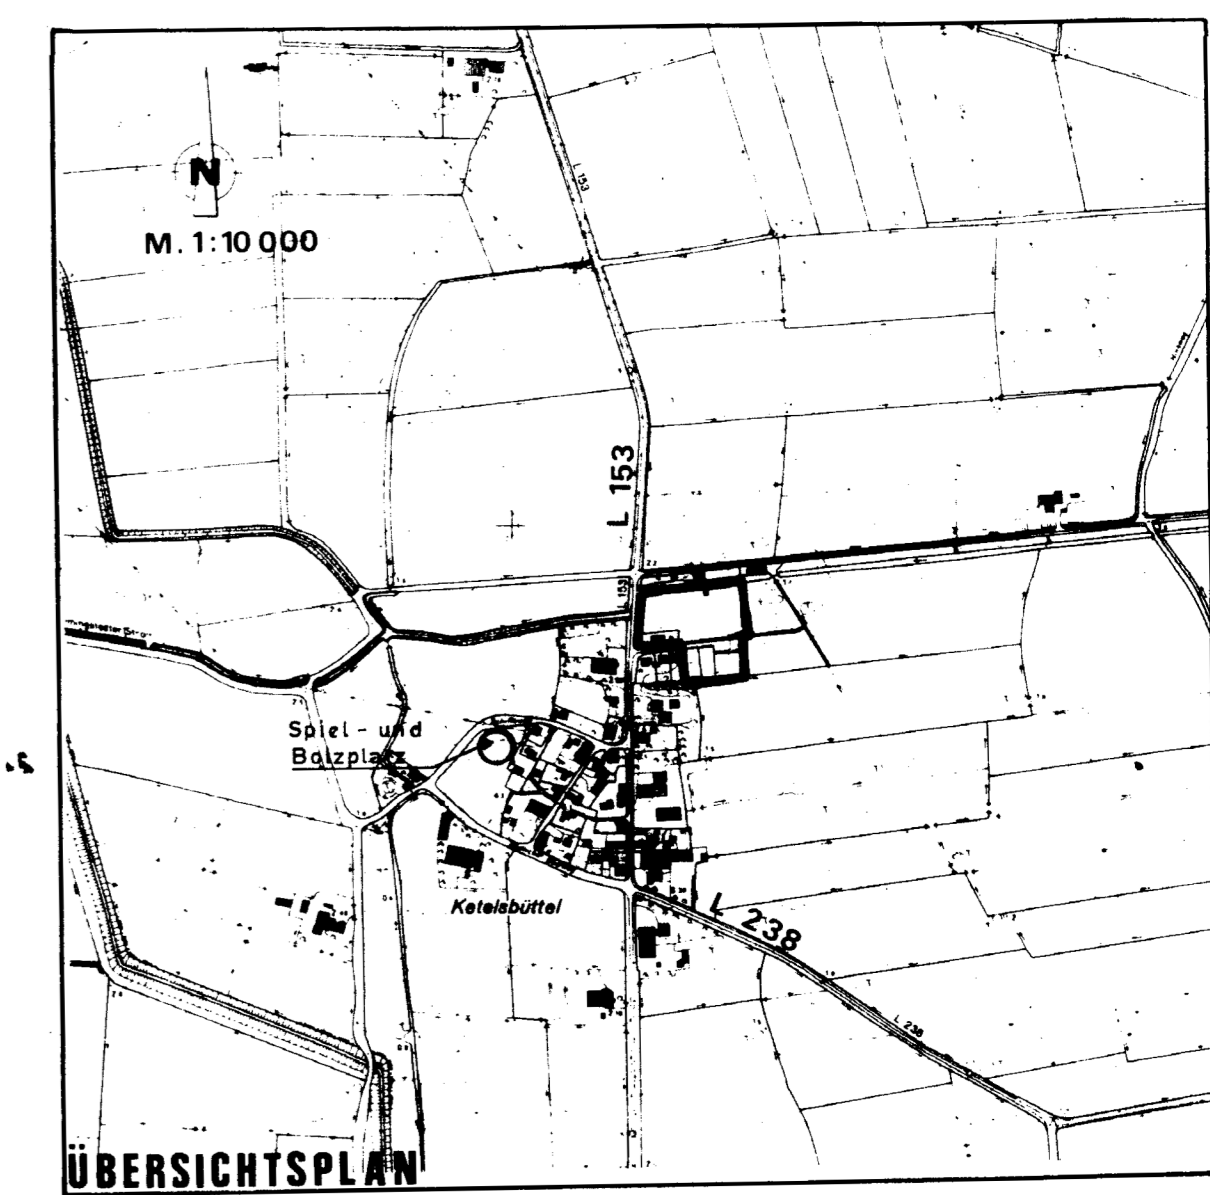 N
M. 1:10 000
L 153
L 153
L 153
Spiel - und
Bolzplatz
Ketelsbüttel
L 238
L 238
ÜBERSICHTSPLAN